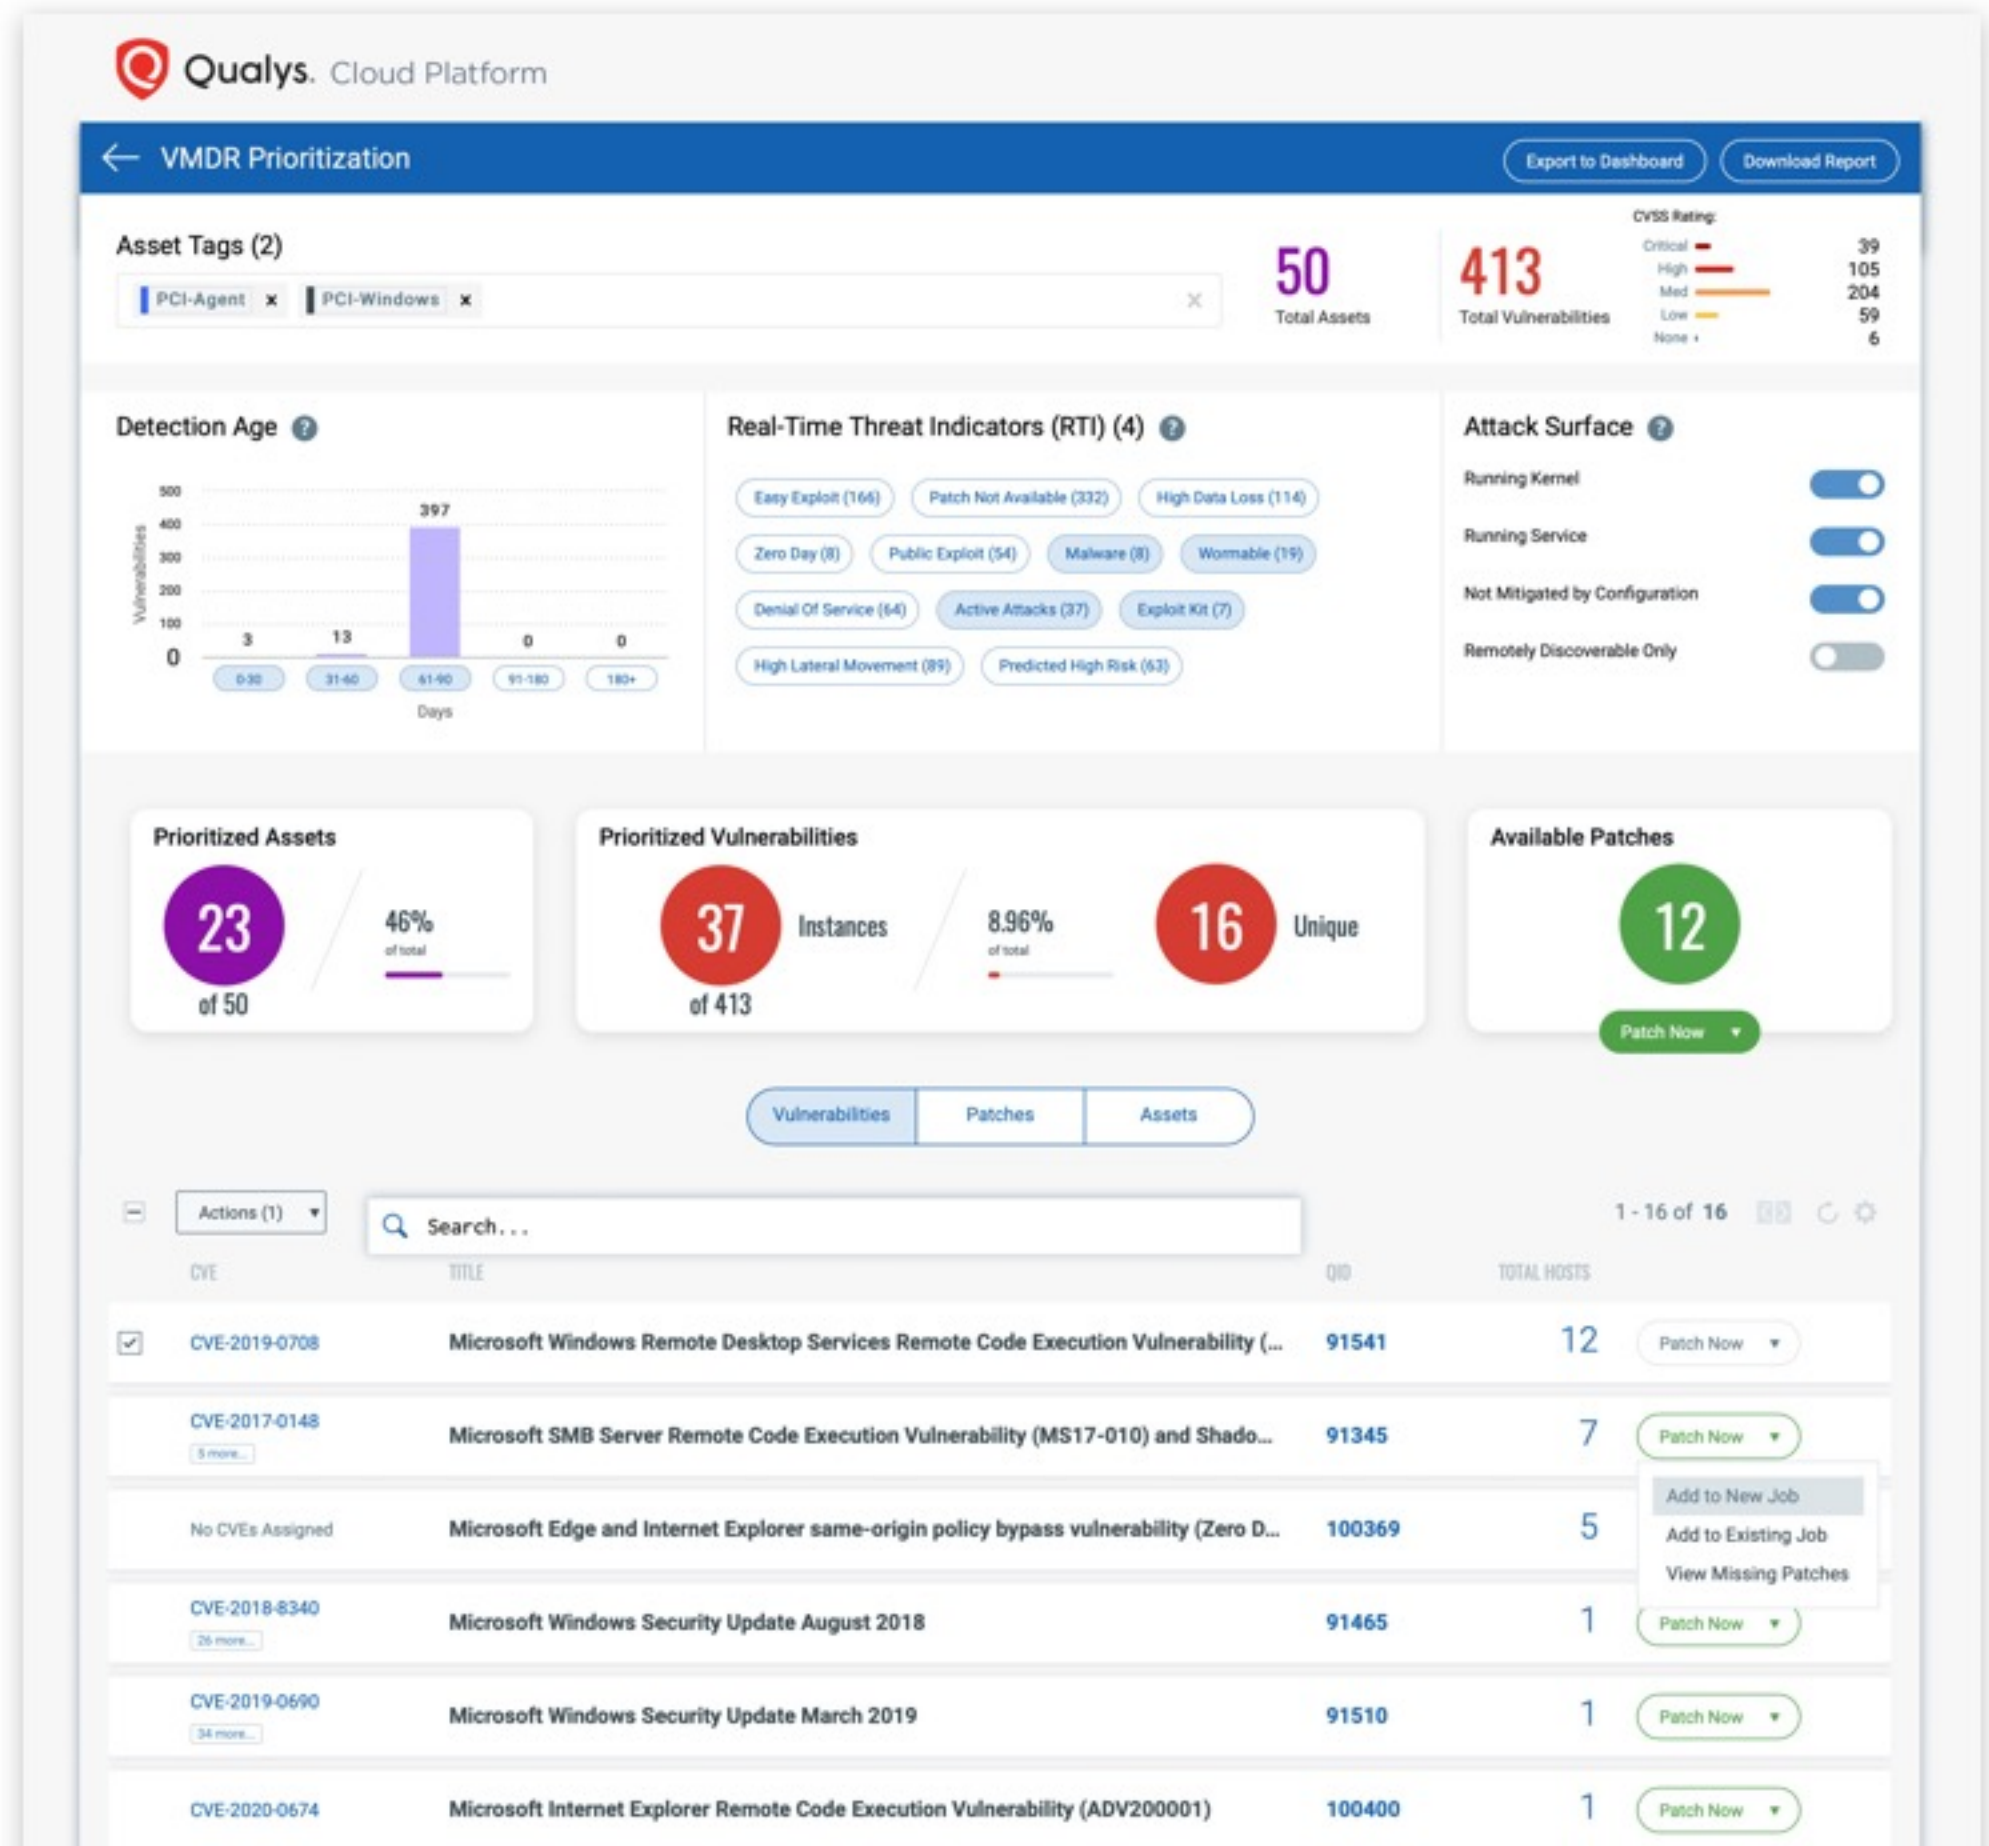 Qualys. Cloud Platform
VMDR Prioritization
Export to Dashboard
Download Report
Asset Tags (2)
PCI-Agent ×
PCI-Windows ×
×
50
Total Assets
413
Total Vulnerabilities
CVSS Rating:
Critical 39
High 105
Med 204
Low 59
None 6
Detection Age ?
Vulnerabilities
500
400
300
200
100
0
3
13
397
0
0
0-30
31-60
61-90
91-180
180+
Days
Real-Time Threat Indicators (RTI) (4) ?
Easy Exploit (166)
Patch Not Available (332)
High Data Loss (114)
Zero Day (8)
Public Exploit (54)
Malware (8)
Wormable (19)
Denial Of Service (64)
Active Attacks (37)
Exploit Kit (7)
High Lateral Movement (89)
Predicted High Risk (63)
Attack Surface ?
Running Kernel
Running Service
Not Mitigated by Configuration
Remotely Discoverable Only
Prioritized Assets
23
of 50
46%
of total
Prioritized Vulnerabilities
37 Instances
of 413
8.96%
of total
16 Unique
Available Patches
12
Patch Now
Vulnerabilities
Patches
Assets
Actions (1)
Search...
1 - 16 of 16
CVE TITLE QID TOTAL HOSTS
CVE-2019-0708 Microsoft Windows Remote Desktop Services Remote Code Execution Vulnerability (... 91541 12 Patch Now
CVE-2017-0148 Microsoft SMB Server Remote Code Execution Vulnerability (MS17-010) and Shado... 91345 7 Patch Now
5 more...
Add to New Job
Add to Existing Job
View Missing Patches
No CVEs Assigned Microsoft Edge and Internet Explorer same-origin policy bypass vulnerability (Zero D... 100369 5
CVE-2018-8340 Microsoft Windows Security Update August 2018 91465 1 Patch Now
26 more...
CVE-2019-0690 Microsoft Windows Security Update March 2019 91510 1 Patch Now
34 more...
CVE-2020-0674 Microsoft Internet Explorer Remote Code Execution Vulnerability (ADV200001) 100400 1 Patch Now